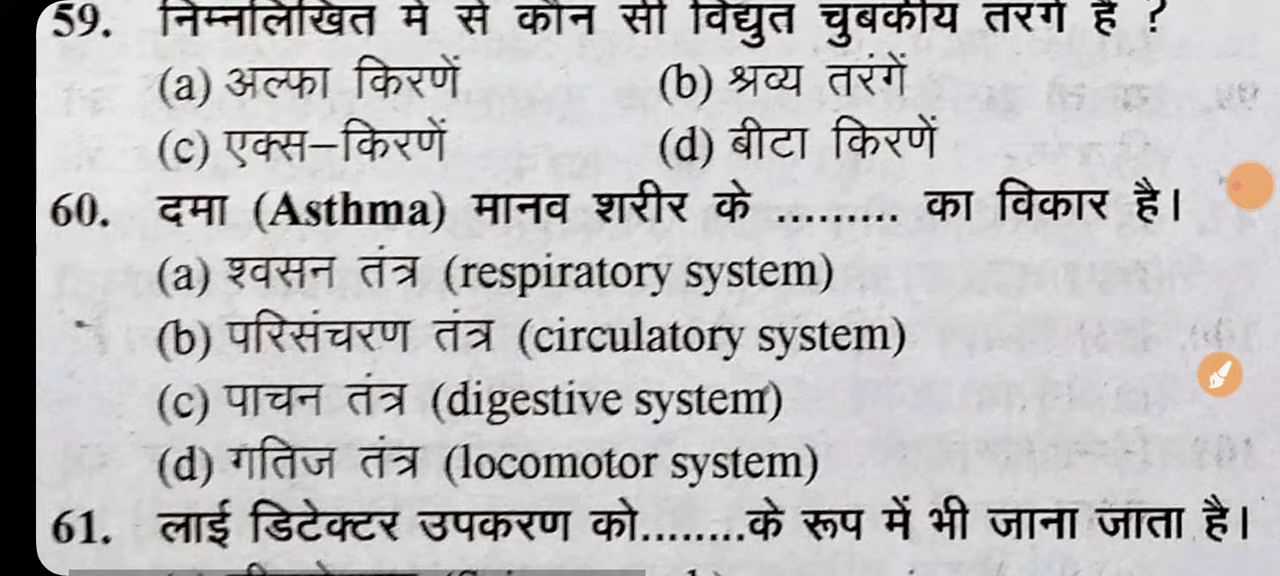 59. निम्नलिखित में से कौन सी विद्युत चुंबकीय तरंगें हैं ?
(a) अल्फा किरणें (b) श्रव्य तरंगें
(c) एक्स-किरणें (d) बीटा किरणें
60. दमा (Asthma) मानव शरीर के ......... का विकार है।
(a) श्वसन तंत्र (respiratory system)
(b) परिसंचरण तंत्र (circulatory system)
(c) पाचन तंत्र (digestive system)
(d) गतिज तंत्र (locomotor system)
61. लाई डिटेक्टर उपकरण को........के रूप में भी जाना जाता है।